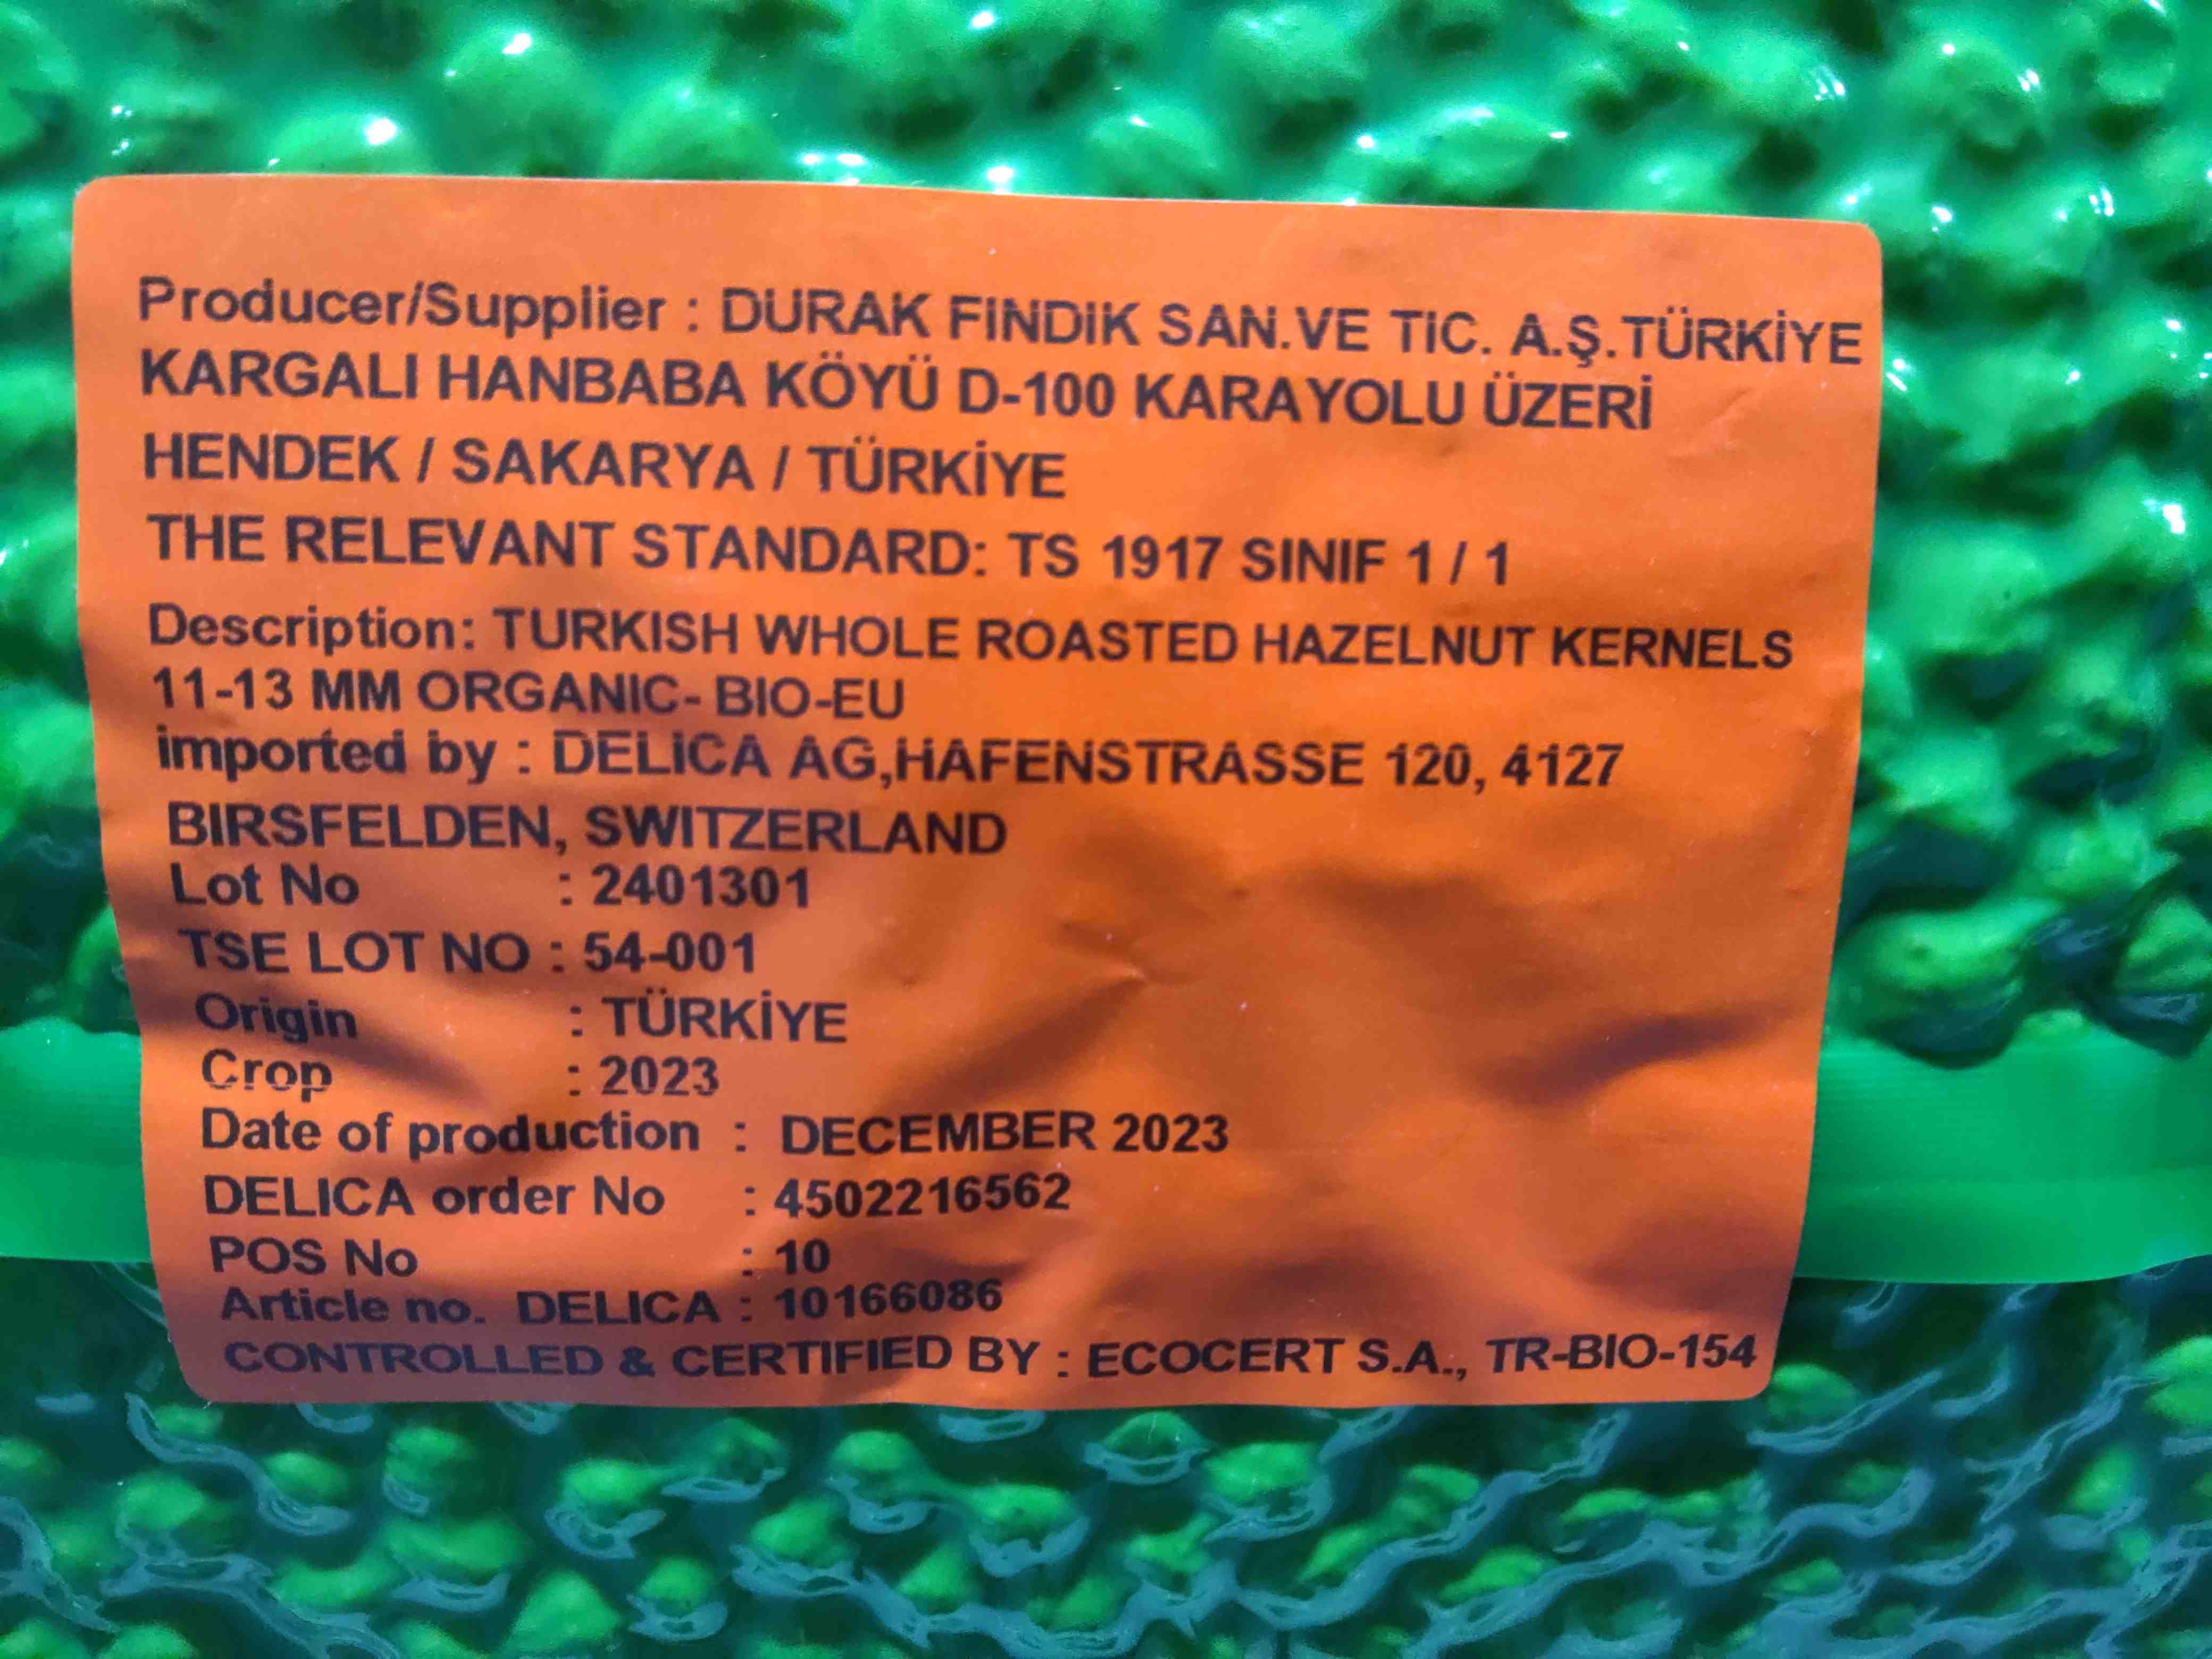 Producer/Supplier : DURAK FINDIK SAN.VE TIC. A.Ş.TÜRKİYE
KARGALI HANBABA KÖYÜ D-100 KARAYOLU ÜZERİ
HENDEK / SAKARYA / TÜRKİYE
THE RELEVANT STANDARD: TS 1917 SINIF 1 / 1
Description: TURKISH WHOLE ROASTED HAZELNUT KERNELS
11-13 MM ORGANIC- BIO-EU
imported by : DELICA AG,HAFENSTRASSE 120, 4127
BIRSFELDEN, SWITZERLAND
Lot No : 2401301
TSE LOT NO : 54-001
Origin : TÜRKİYE
Crop : 2023
Date of production : DECEMBER 2023
DELICA order No : 4502216562
POS No : 10
Article no. DELICA : 10166086
CONTROLLED & CERTIFIED BY : ECOCERT S.A., TR-BIO-154